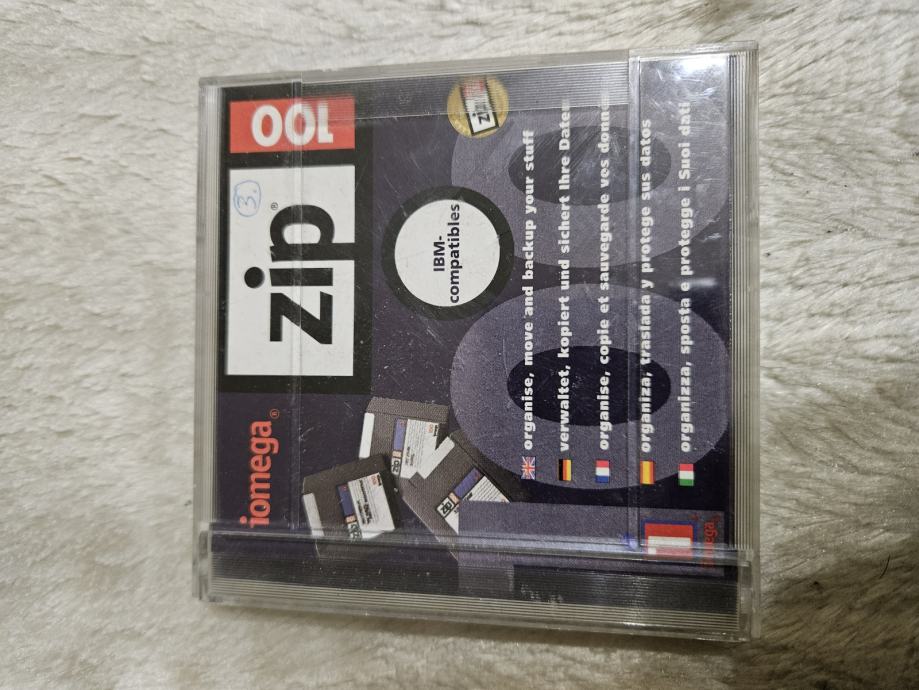 iomega®
zip®
100
3.
IBM-
compatibles
zip
organise, move and backup your stuff
verwaltet, kopiert und sichert Ihre Daten
organise, copie et sauvegarde vos
organiza, traslada y protege sus datos
organizza, sposta e protegge i Suoi dati